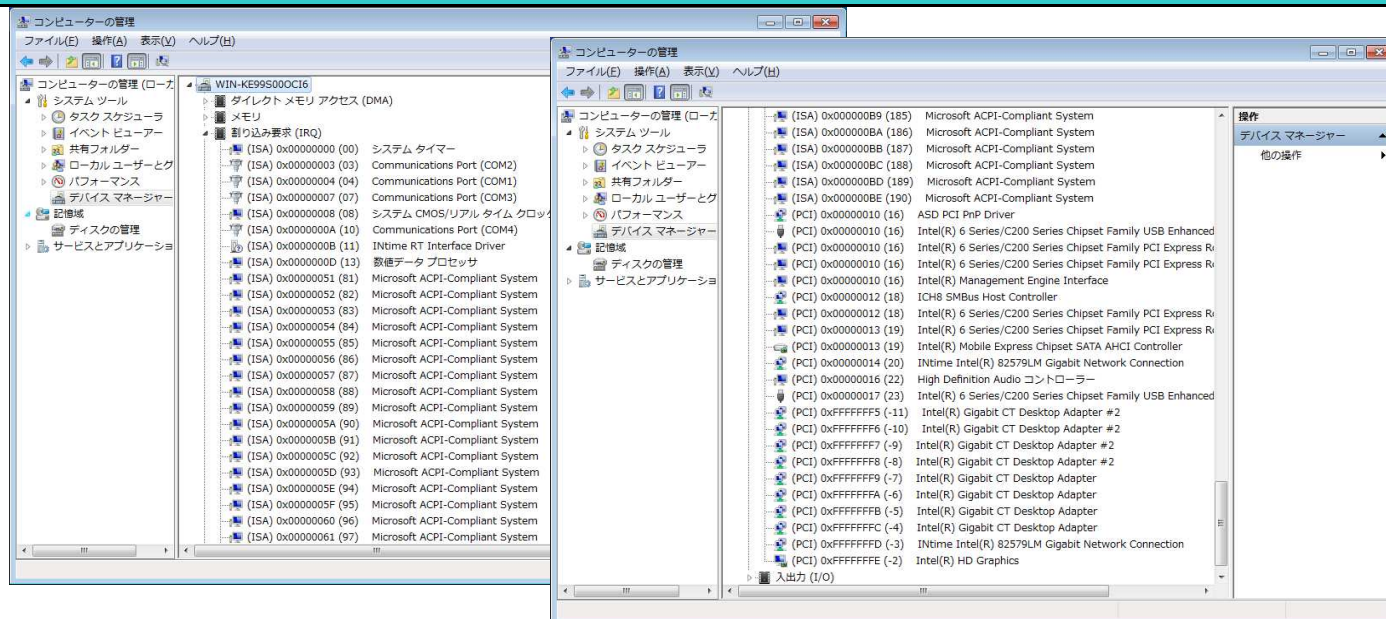 コンピューターの管理
ファイル(F) 操作(A) 表示(V) ヘルプ(H)
コンピューターの管理 (ローカ
システム ツール
タスク スケジューラ
イベント ビューアー
共有フォルダー
ローカル ユーザーとグ
パフォーマンス
デバイス マネージャー
記憶域
ディスクの管理
サービスとアプリケーショ
WIN-KE99S00OCI6
ダイレクト メモリ アクセス (DMA)
メモリ
割り込み要求 (IRQ)
(ISA) 0x00000000 (00) システム タイマー
(ISA) 0x00000003 (03) Communications Port (COM2)
(ISA) 0x00000004 (04) Communications Port (COM1)
(ISA) 0x00000007 (07) Communications Port (COM3)
(ISA) 0x00000008 (08) システム CMOS/リアル タイム クロッ
(ISA) 0x0000000A (10) Communications Port (COM4)
(ISA) 0x0000000B (11) INtime RT Interface Driver
(ISA) 0x0000000D (13) 数値データ プロセッサ
(ISA) 0x00000051 (81) Microsoft ACPI-Compliant System
(ISA) 0x00000052 (82) Microsoft ACPI-Compliant System
(ISA) 0x00000053 (83) Microsoft ACPI-Compliant System
(ISA) 0x00000054 (84) Microsoft ACPI-Compliant System
(ISA) 0x00000055 (85) Microsoft ACPI-Compliant System
(ISA) 0x00000056 (86) Microsoft ACPI-Compliant System
(ISA) 0x00000057 (87) Microsoft ACPI-Compliant System
(ISA) 0x00000058 (88) Microsoft ACPI-Compliant System
(ISA) 0x00000059 (89) Microsoft ACPI-Compliant System
(ISA) 0x0000005A (90) Microsoft ACPI-Compliant System
(ISA) 0x0000005B (91) Microsoft ACPI-Compliant System
(ISA) 0x0000005C (92) Microsoft ACPI-Compliant System
(ISA) 0x0000005D (93) Microsoft ACPI-Compliant System
(ISA) 0x0000005E (94) Microsoft ACPI-Compliant System
(ISA) 0x0000005F (95) Microsoft ACPI-Compliant System
(ISA) 0x00000060 (96) Microsoft ACPI-Compliant System
(ISA) 0x00000061 (97) Microsoft ACPI-Compliant System
コンピューターの管理
ファイル(F) 操作(A) 表示(V) ヘルプ(H)
コンピューターの管理 (ローカ
システム ツール
タスク スケジューラ
イベント ビューアー
共有フォルダー
ローカル ユーザーとグ
パフォーマンス
デバイス マネージャー
記憶域
ディスクの管理
サービスとアプリケーショ
(ISA) 0x000000B9 (185) Microsoft ACPI-Compliant System
(ISA) 0x000000BA (186) Microsoft ACPI-Compliant System
(ISA) 0x000000BB (187) Microsoft ACPI-Compliant System
(ISA) 0x000000BC (188) Microsoft ACPI-Compliant System
(ISA) 0x000000BD (189) Microsoft ACPI-Compliant System
(ISA) 0x000000BE (190) Microsoft ACPI-Compliant System
(PCI) 0x00000010 (16) ASD PCI PnP Driver
(PCI) 0x00000010 (16) Intel(R) 6 Series/C200 Series Chipset Family USB Enhanced
(PCI) 0x00000010 (16) Intel(R) 6 Series/C200 Series Chipset Family PCI Express Ro
(PCI) 0x00000010 (16) Intel(R) 6 Series/C200 Series Chipset Family PCI Express Ro
(PCI) 0x00000010 (16) Intel(R) Management Engine Interface
(PCI) 0x00000012 (18) ICH8 SMBus Host Controller
(PCI) 0x00000012 (18) Intel(R) 6 Series/C200 Series Chipset Family PCI Express Ro
(PCI) 0x00000013 (19) Intel(R) 6 Series/C200 Series Chipset Family PCI Express Ro
(PCI) 0x00000013 (19) Intel(R) Mobile Express Chipset SATA AHCI Controller
(PCI) 0x00000014 (20) INtime Intel(R) 82579LM Gigabit Network Connection
(PCI) 0x00000016 (22) High Definition Audio コントローラー
(PCI) 0x00000017 (23) Intel(R) 6 Series/C200 Series Chipset Family USB Enhanced
(PCI) 0xFFFFFFF5 (-11) Intel(R) Gigabit CT Desktop Adapter #2
(PCI) 0xFFFFFFF6 (-10) Intel(R) Gigabit CT Desktop Adapter #2
(PCI) 0xFFFFFFF7 (-9) Intel(R) Gigabit CT Desktop Adapter #2
(PCI) 0xFFFFFFF8 (-8) Intel(R) Gigabit CT Desktop Adapter #2
(PCI) 0xFFFFFFF9 (-7) Intel(R) Gigabit CT Desktop Adapter
(PCI) 0xFFFFFFFA (-6) Intel(R) Gigabit CT Desktop Adapter
(PCI) 0xFFFFFFFB (-5) Intel(R) Gigabit CT Desktop Adapter
(PCI) 0xFFFFFFFC (-4) Intel(R) Gigabit CT Desktop Adapter
(PCI) 0xFFFFFFFD (-3) INtime Intel(R) 82579LM Gigabit Network Connection
(PCI) 0xFFFFFFFE (-2) Intel(R) HD Graphics
入出力 (I/O)
操作
デバイス マネージャー
他の操作